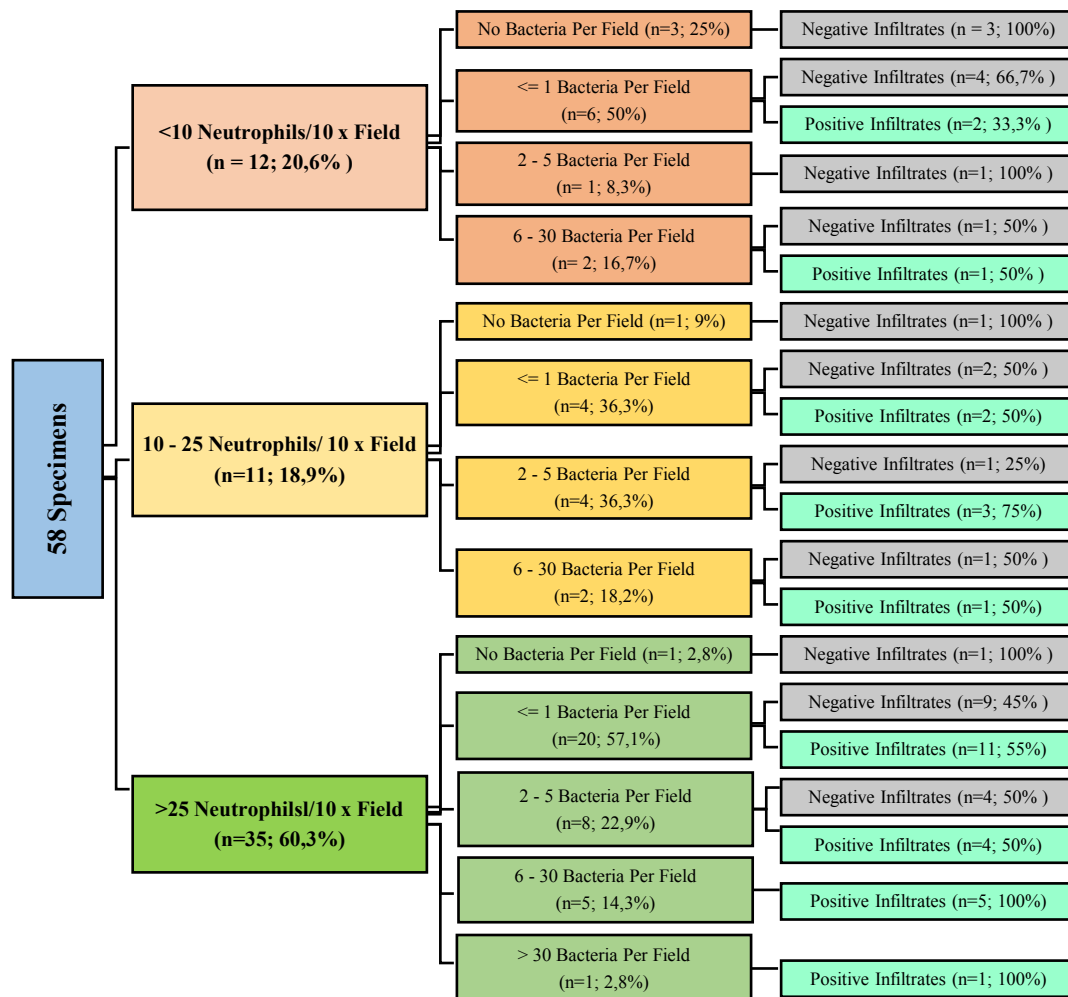 58 Specimens
<10 Neutrophils/10 x Field
(n = 12; 20,6% )
No Bacteria Per Field (n=3; 25%)
Negative Infiltrates (n = 3; 100%)
<= 1 Bacteria Per Field
(n=6; 50%)
Negative Infiltrates (n=4; 66,7% )
Positive Infiltrates (n=2; 33,3% )
2 - 5 Bacteria Per Field
(n= 1; 8,3%)
Negative Infiltrates (n=1; 100% )
6 - 30 Bacteria Per Field
(n= 2; 16,7%)
Negative Infiltrates (n=1; 50% )
Positive Infiltrates (n=1; 50% )
10 - 25 Neutrophils/ 10 x Field
(n=11; 18,9%)
No Bacteria Per Field (n=1; 9%)
Negative Infiltrates (n=1; 100% )
<= 1 Bacteria Per Field
(n=4; 36,3%)
Negative Infiltrates (n=2; 50% )
Positive Infiltrates (n=2; 50%)
2 - 5 Bacteria Per Field
(n=4; 36,3%)
Negative Infiltrates (n=1; 25%)
Positive Infiltrates (n=3; 75%)
6 - 30 Bacteria Per Field
(n=2; 18,2%)
Negative Infiltrates (n=1; 50% )
Positive Infiltrates (n=1; 50%)
>25 Neutrophilsl/10 x Field
(n=35; 60,3%)
No Bacteria Per Field (n=1; 2,8%)
Negative Infiltrates (n=1; 100% )
<= 1 Bacteria Per Field
(n=20; 57,1%)
Negative Infiltrates (n=9; 45% )
Positive Infiltrates (n=11; 55%)
2 - 5 Bacteria Per Field
(n=8; 22,9%)
Negative Infiltrates (n=4; 50% )
Positive Infiltrates (n=4; 50%)
6 - 30 Bacteria Per Field
(n=5; 14,3%)
Positive Infiltrates (n=5; 100%)
> 30 Bacteria Per Field
(n=1; 2,8%)
Positive Infiltrates (n=1; 100%)